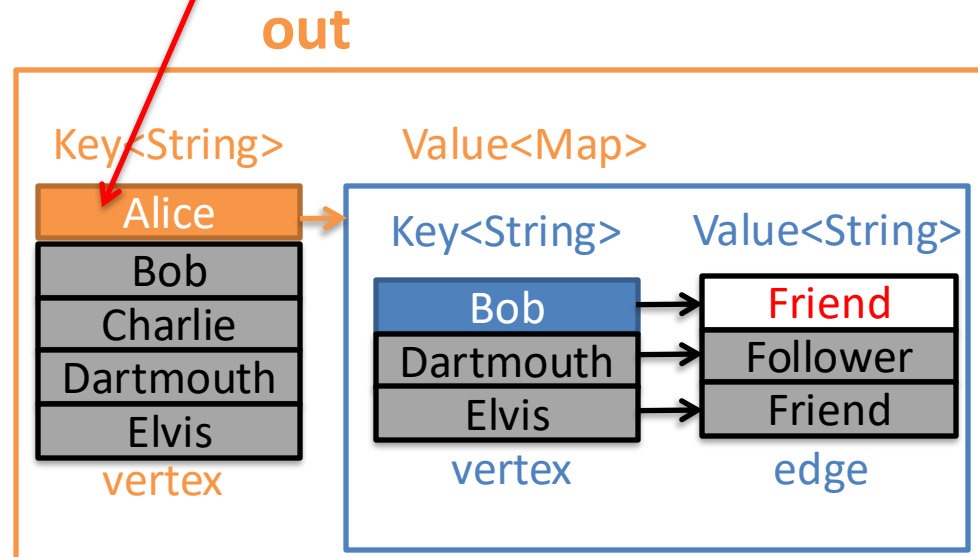 out
Key<String> Value<Map>
Alice
Bob
Charlie
Dartmouth
Elvis
vertex
Key<String> Value<String>
Bob Friend
Dartmouth Follower
Elvis Friend
vertex edge